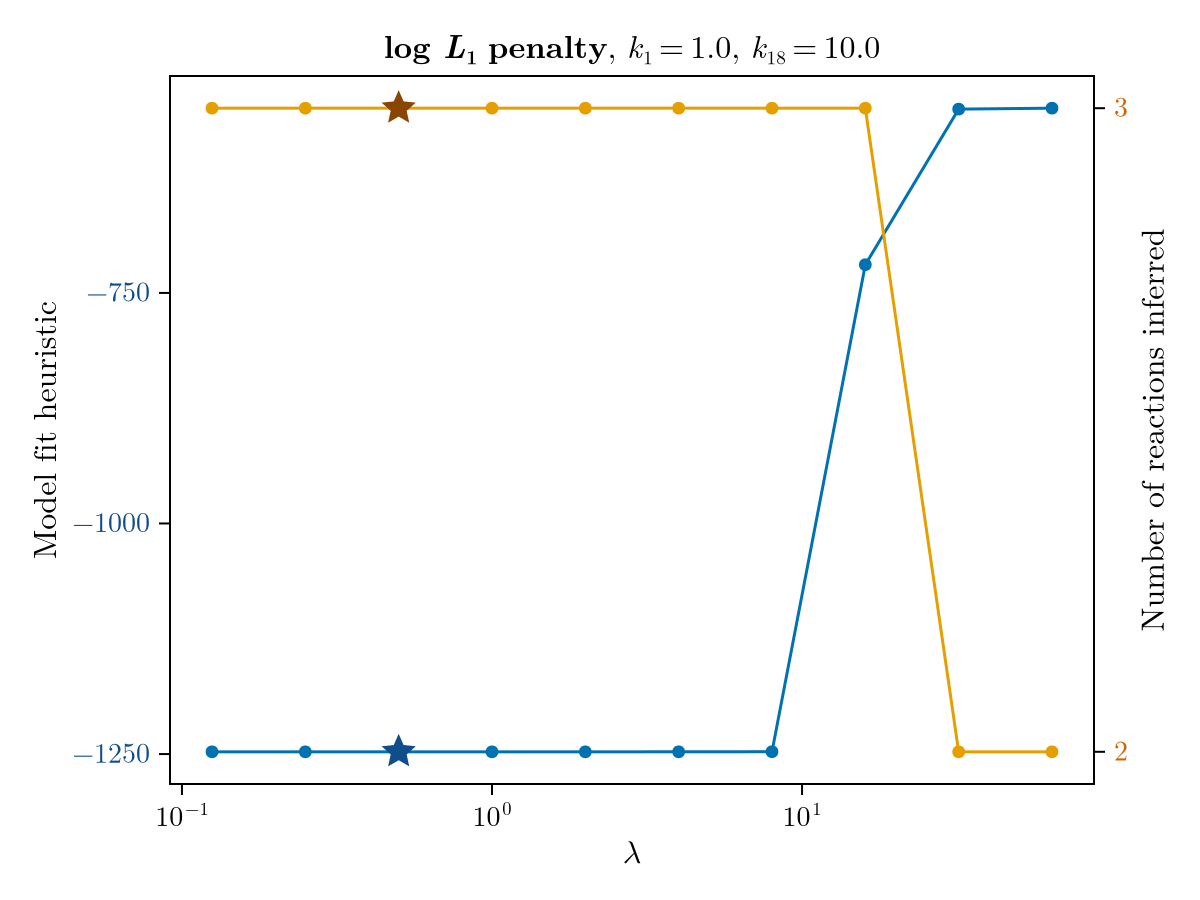 log L₁ penalty, k₁ = 1.0, k₁₈ = 10.0
Model fit heuristic
−750
−1000
−1250
3
2
Number of reactions inferred
10⁻¹
10⁰
10¹
λ